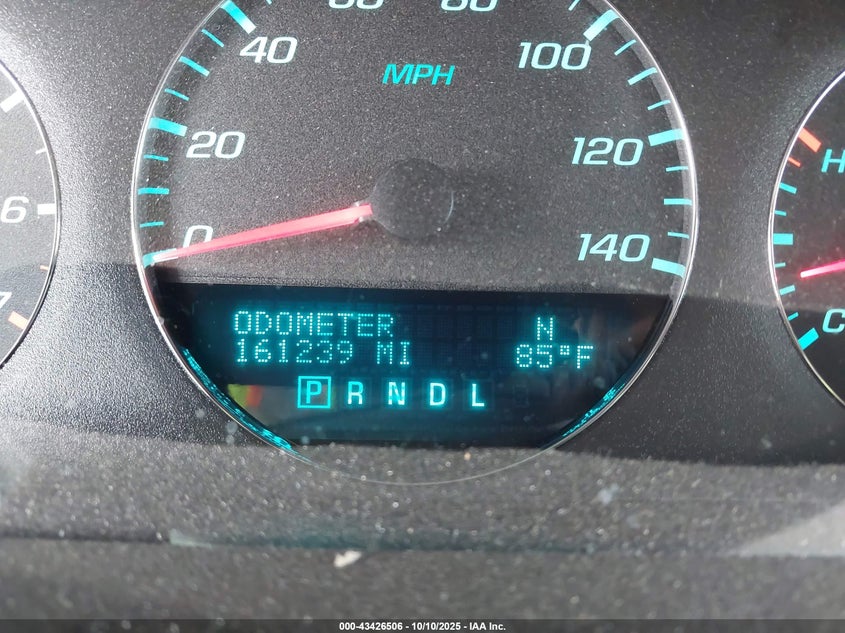 40
100
MPH
20
120
6
H
0
140
7
C
ODOMETER N
161239 MI 85°F
P R N D L
000-43426506 - 10/10/2025 - IAA Inc.